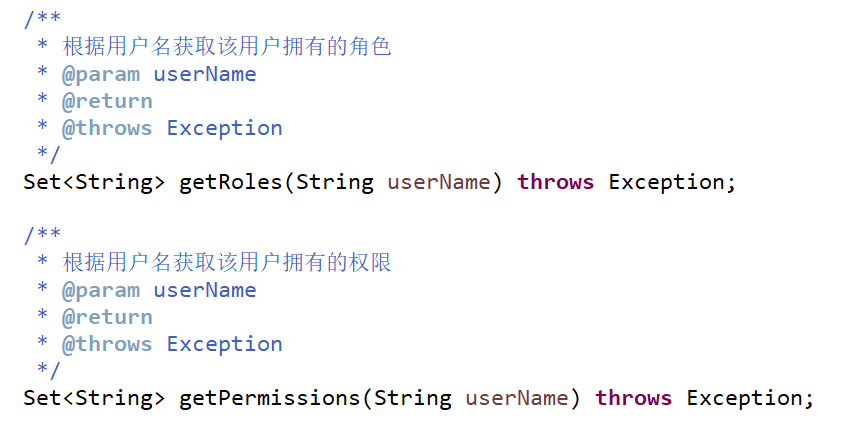 /**
 * 根据用户名获取该用户拥有的角色
 * @param userName
 * @return
 * @throws Exception
 */
Set<String> getRoles(String userName) throws Exception;
/**
 * 根据用户名获取该用户拥有的权限
 * @param userName
 * @return
 * @throws Exception
 */
Set<String> getPermissions(String userName) throws Exception;